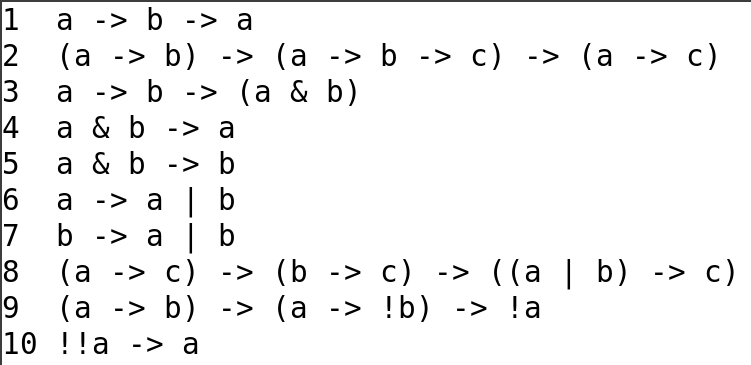 1  a -> b -> a
2  (a -> b) -> (a -> b -> c) -> (a -> c)
3  a -> b -> (a & b)
4  a & b -> a
5  a & b -> b
6  a -> a | b
7  b -> a | b
8  (a -> c) -> (b -> c) -> ((a | b) -> c)
9  (a -> b) -> (a -> !b) -> !a
10 !!a -> a